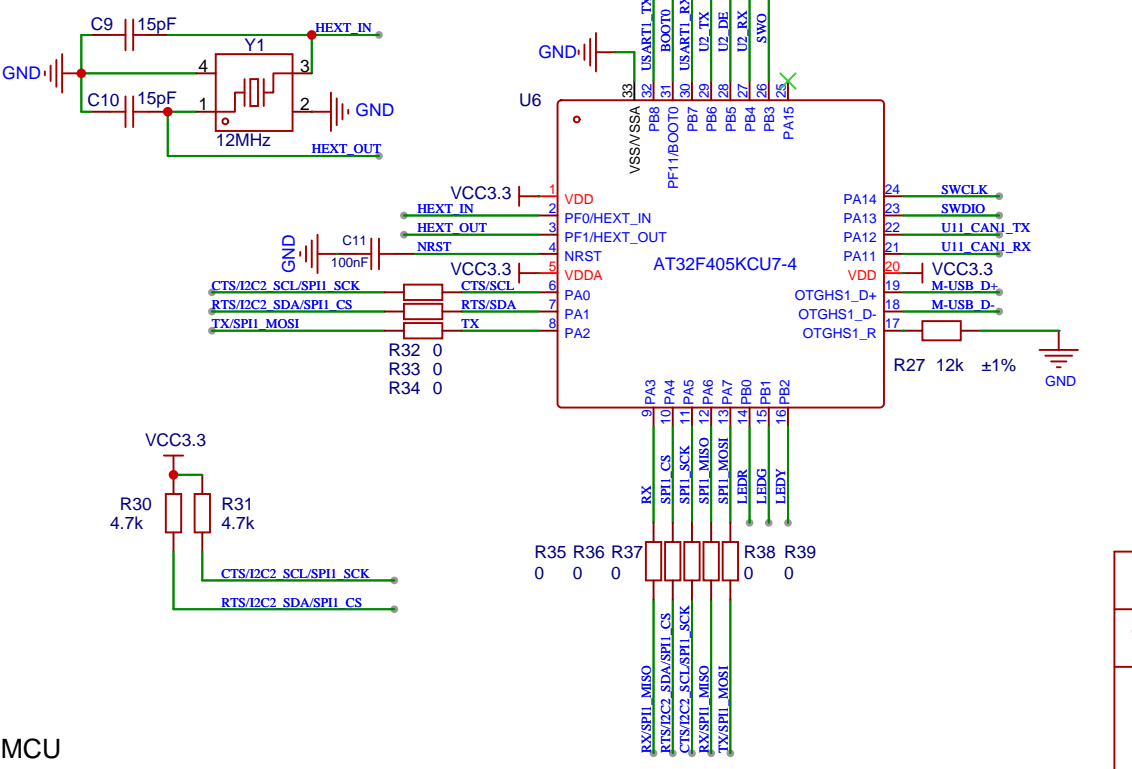 C9 15pF
HEXT_IN
Y1
GND
4
3
C10 15pF
1
2
GND
12MHz
HEXT_OUT
GND
USART1_TX
BOOT0
USART1_RX
U2_TX
U2_DE
U2_RX
SWO
33
32
31
30
29
28
27
26
25
U6
VSS/VSSA
PB8
PF11/BOOT0
PB7
PB6
PB5
PB4
PB3
PA15
VCC3.3
1 VDD
HEXT_IN 2 PF0/HEXT_IN
HEXT_OUT 3 PF1/HEXT_OUT
GND
C11
100nF
NRST 4 NRST
VCC3.3 5 VDDA
CTS/I2C2_SCL/SPI1_SCK CTS/SCL 6 PA0
RTS/I2C2_SDA/SPI1_CS RTS/SDA 7 PA1
TX/SPI1_MOSI TX 8 PA2
R32 0
R33 0
R34 0
AT32F405KCU7-4
PA14 24 SWCLK
PA13 23 SWDIO
PA12 22 U11_CAN1_TX
PA11 21 U11_CAN1_RX
VDD 20 VCC3.3
OTGHS1_D+ 19 M-USB_D+
OTGHS1_D- 18 M-USB_D-
OTGHS1_R 17
R27 12k ±1%
GND
PA3
PA4
PA5
PA6
PA7
PB0
PB1
PB2
9
10
11
12
13
14
15
16
RX
SPI1_CS
SPI1_SCK
SPI1_MISO
SPI1_MOSI
LEDR
LEDG
LEDY
VCC3.3
R30
4.7k
R31
4.7k
CTS/I2C2_SCL/SPI1_SCK
RTS/I2C2_SDA/SPI1_CS
R35 R36 R37 R38 R39
0 0 0 0 0
RX/SPI1_MISO
RTS/I2C2_SDA/SPI1_CS
CTS/I2C2_SCL/SPI1_SCK
RX/SPI1_MISO
TX/SPI1_MOSI
MCU